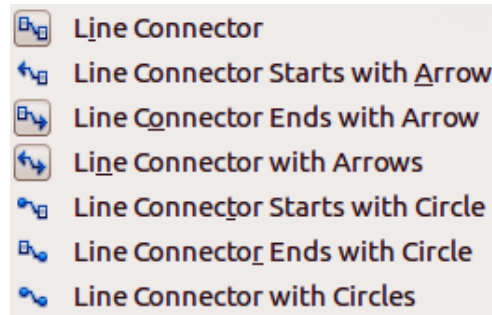 Line Connector
Line Connector Starts with Arrow
Line Connector Ends with Arrow
Line Connector with Arrows
Line Connector Starts with Circle
Line Connector Ends with Circle
Line Connector with Circles